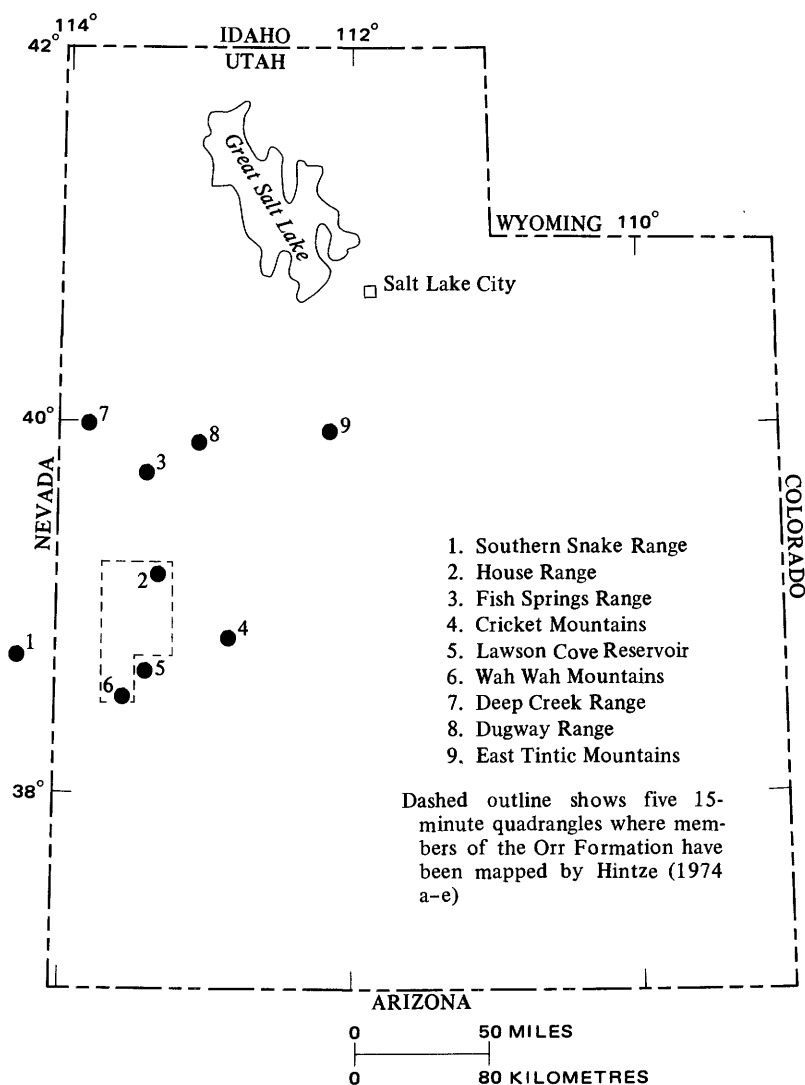 114°
42°
IDAHO
112°
UTAH
Great Salt Lake
WYOMING
110°
Salt Lake City
40°
7
8
9
3
NEVADA
COLORADO
2
1
4
5
6
1. Southern Snake Range
2. House Range
3. Fish Springs Range
4. Cricket Mountains
5. Lawson Cove Reservoir
6. Wah Wah Mountains
7. Deep Creek Range
8. Dugway Range
9. East Tintic Mountains
38°
Dashed outline shows five 15-
minute quadrangles where mem-
bers of the Orr Formation have
been mapped by Hintze (1974
a–e)
ARIZONA
0 50 MILES
0 80 KILOMETRES